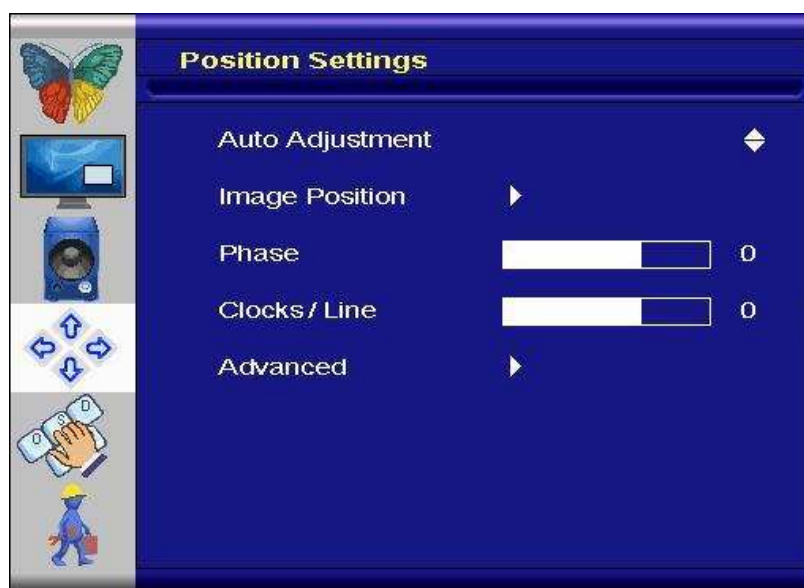 Position Settings
Auto Adjustment
Image Position
Phase 0
Clocks / Line 0
Advanced
O S D